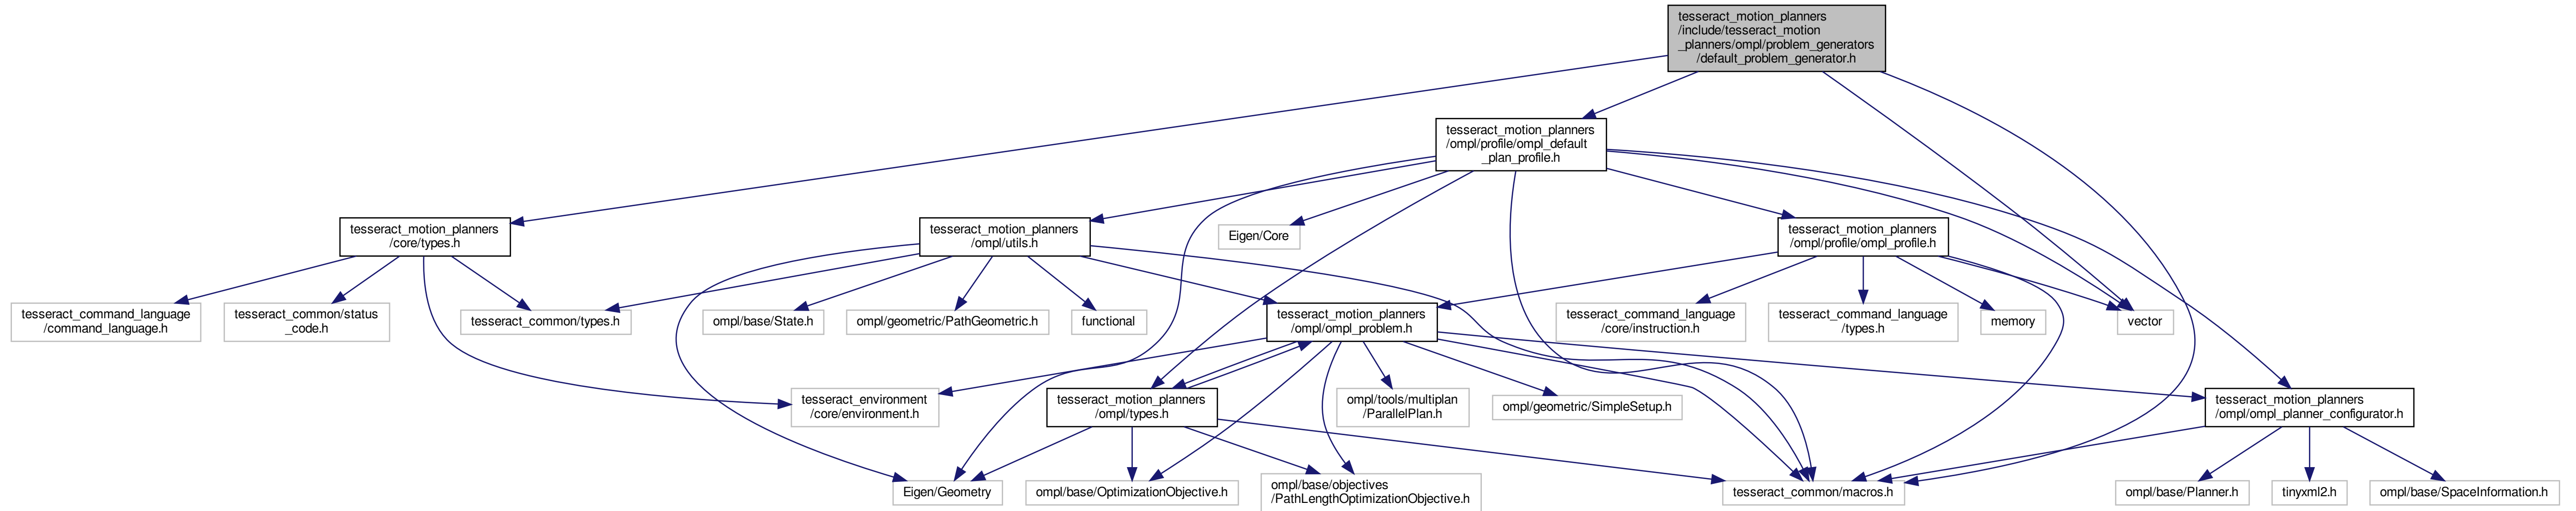 tesseract_motion_planners
/include/tesseract_motion
_planners/ompl/problem_generators
/default_problem_generator.h
tesseract_motion_planners
/ompl/profile/ompl_default
_plan_profile.h
tesseract_motion_planners
/core/types.h
tesseract_motion_planners
/ompl/utils.h
Eigen/Core
tesseract_motion_planners
/ompl/profile/ompl_profile.h
tesseract_command_language
/command_language.h
tesseract_common/status
_code.h
tesseract_common/types.h
ompl/base/State.h
ompl/geometric/PathGeometric.h
functional
tesseract_motion_planners
/ompl/ompl_problem.h
tesseract_command_language
/core/instruction.h
tesseract_command_language
/types.h
memory
vector
tesseract_environment
/core/environment.h
tesseract_motion_planners
/ompl/types.h
ompl/tools/multiplan
/ParallelPlan.h
ompl/geometric/SimpleSetup.h
tesseract_motion_planners
/ompl/ompl_planner_configurator.h
Eigen/Geometry
ompl/base/OptimizationObjective.h
ompl/base/objectives
/PathLengthOptimizationObjective.h
tesseract_common/macros.h
ompl/base/Planner.h
tinyxml2.h
ompl/base/SpaceInformation.h